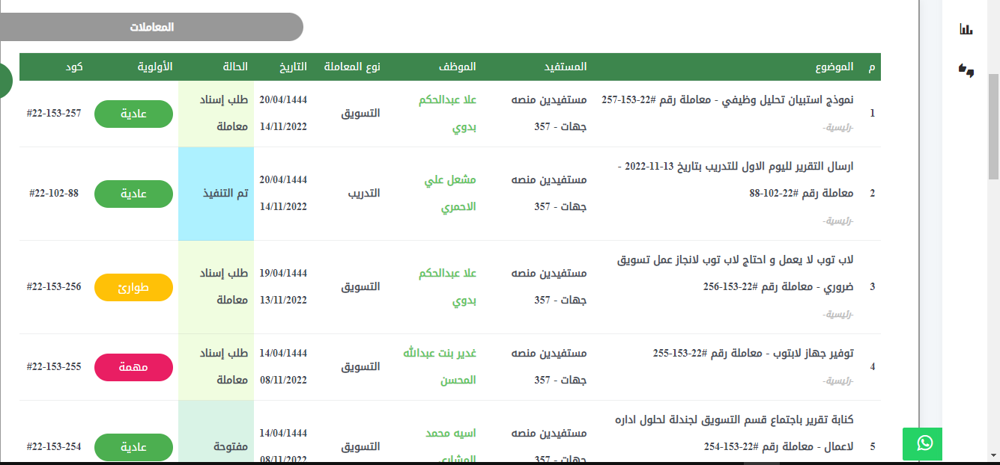 المعاملات
م الموضوع المستفيد الموظف نوع المعاملة التاريخ الحالة الأولوية كود
1
نموذج استبيان تحليل وظيفي - معاملة رقم #22-153-257
-رئيسية-
مستفيدين منصه
جهات - 357
علا عبدالحكم
بدوي
التسويق
20/04/1444
14/11/2022
طلب إسناد
معاملة
عادية
#22-153-257
2
ارسال التقرير لليوم الاول للتدريب بتاريخ 13-11-2022 -
معاملة رقم #22-102-88
-رئيسية-
مستفيدين منصه
جهات - 357
مشعل علي
الاحمري
التدريب
20/04/1444
14/11/2022
تم التنفيذ
عادية
#22-102-88
3
لاب توب لا يعمل و احتاج لاب توب لانجاز عمل تسويق
ضروري - معاملة رقم #22-153-256
-رئيسية-
مستفيدين منصه
جهات - 357
علا عبدالحكم
بدوي
التسويق
19/04/1444
13/11/2022
طلب إسناد
معاملة
طوارئ
#22-153-256
4
توفير جهاز لابتوب - معاملة رقم #22-153-255
-رئيسية-
مستفيدين منصه
جهات - 357
غدير بنت عبدالله
المحسن
التسويق
14/04/1444
08/11/2022
طلب إسناد
معاملة
مهمة
#22-153-255
5
كتابة تقرير باجتماع قسم التسويق لجندلة لحلول اداره
لاعمال - معاملة رقم #22-153-254
مستفيدين منصه
جهات - 357
اسيه محمد
التسويق
14/04/1444
08/11/2022
مفتوحة
عادية
#22-153-254